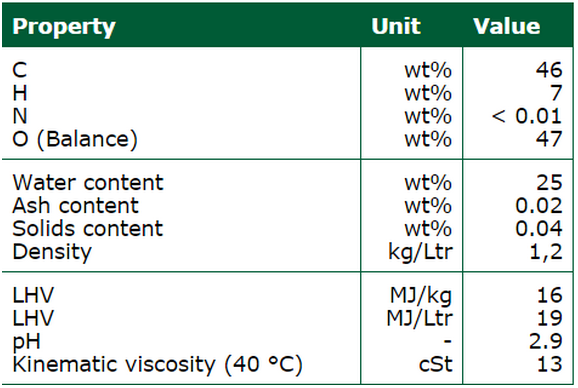 Property Unit Value
C wt% 46
H wt% 7
N wt% < 0.01
O (Balance) wt% 47
Water content wt% 25
Ash content wt% 0.02
Solids content wt% 0.04
Density kg/Ltr 1,2
LHV MJ/kg 16
LHV MJ/Ltr 19
pH - 2.9
Kinematic viscosity (40 °C) cSt 13